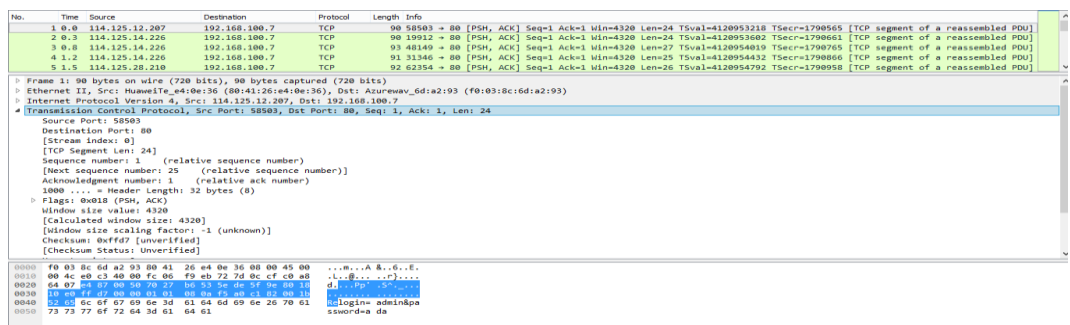 No. Time Source Destination Protocol Length Info
1 0.0 114.125.12.207 192.168.100.7 TCP 90 58503 → 80 [PSH, ACK] Seq=1 Ack=1 Win=4320 Len=24 TSval=4120953218 TSecr=1790565 [TCP segment of a reassembled PDU]
2 0.3 114.125.14.226 192.168.100.7 TCP 90 19912 → 80 [PSH, ACK] Seq=1 Ack=1 Win=4320 Len=24 TSval=4120953602 TSecr=1790661 [TCP segment of a reassembled PDU]
3 0.8 114.125.14.226 192.168.100.7 TCP 93 48149 → 80 [PSH, ACK] Seq=1 Ack=1 Win=4320 Len=27 TSval=4120954019 TSecr=1790765 [TCP segment of a reassembled PDU]
4 1.2 114.125.14.226 192.168.100.7 TCP 91 31346 → 80 [PSH, ACK] Seq=1 Ack=1 Win=4320 Len=25 TSval=4120954432 TSecr=1790866 [TCP segment of a reassembled PDU]
5 1.5 114.125.28.210 192.168.100.7 TCP 92 62354 → 80 [PSH, ACK] Seq=1 Ack=1 Win=4320 Len=26 TSval=4120954792 TSecr=1790958 [TCP segment of a reassembled PDU]
Frame 1: 90 bytes on wire (720 bits), 90 bytes captured (720 bits)
Ethernet II, Src: HuaweiTe_e4:0e:36 (80:41:26:e4:0e:36), Dst: Azurewav_6d:a2:93 (f0:03:8c:6d:a2:93)
Internet Protocol Version 4, Src: 114.125.12.207, Dst: 192.168.100.7
Transmission Control Protocol, Src Port: 58503, Dst Port: 80, Seq: 1, Ack: 1, Len: 24
Source Port: 58503
Destination Port: 80
[Stream index: 0]
[TCP Segment Len: 24]
Sequence number: 1 (relative sequence number)
[Next sequence number: 25 (relative sequence number)]
Acknowledgment number: 1 (relative ack number)
1000 .... = Header Length: 32 bytes (8)
Flags: 0x018 (PSH, ACK)
Window size value: 4320
[Calculated window size: 4320]
[Window size scaling factor: -1 (unknown)]
Checksum: 0xffd7 [unverified]
[Checksum Status: Unverified]
0000 f0 03 8c 6d a2 93 80 41 26 e4 0e 36 08 00 45 00 ...m...A &..6..E.
0010 00 4c e0 c3 40 00 fc 06 f9 eb 72 7d 0c cf c0 a8 .L..@... ..r}....
0020 64 07 e4 87 00 50 70 27 b6 53 5e de 5f 9e 80 18 d....Pp' .S^._...
0030 10 e0 ff d7 00 00 01 01 08 0a f5 a0 c1 82 00 1b ........ ........
0040 52 65 6c 6f 67 69 6e 3d 61 64 6d 69 6e 26 70 61 Relogin= admin&pa
0050 73 73 77 6f 72 64 3d 61 64 61 ssword=a da